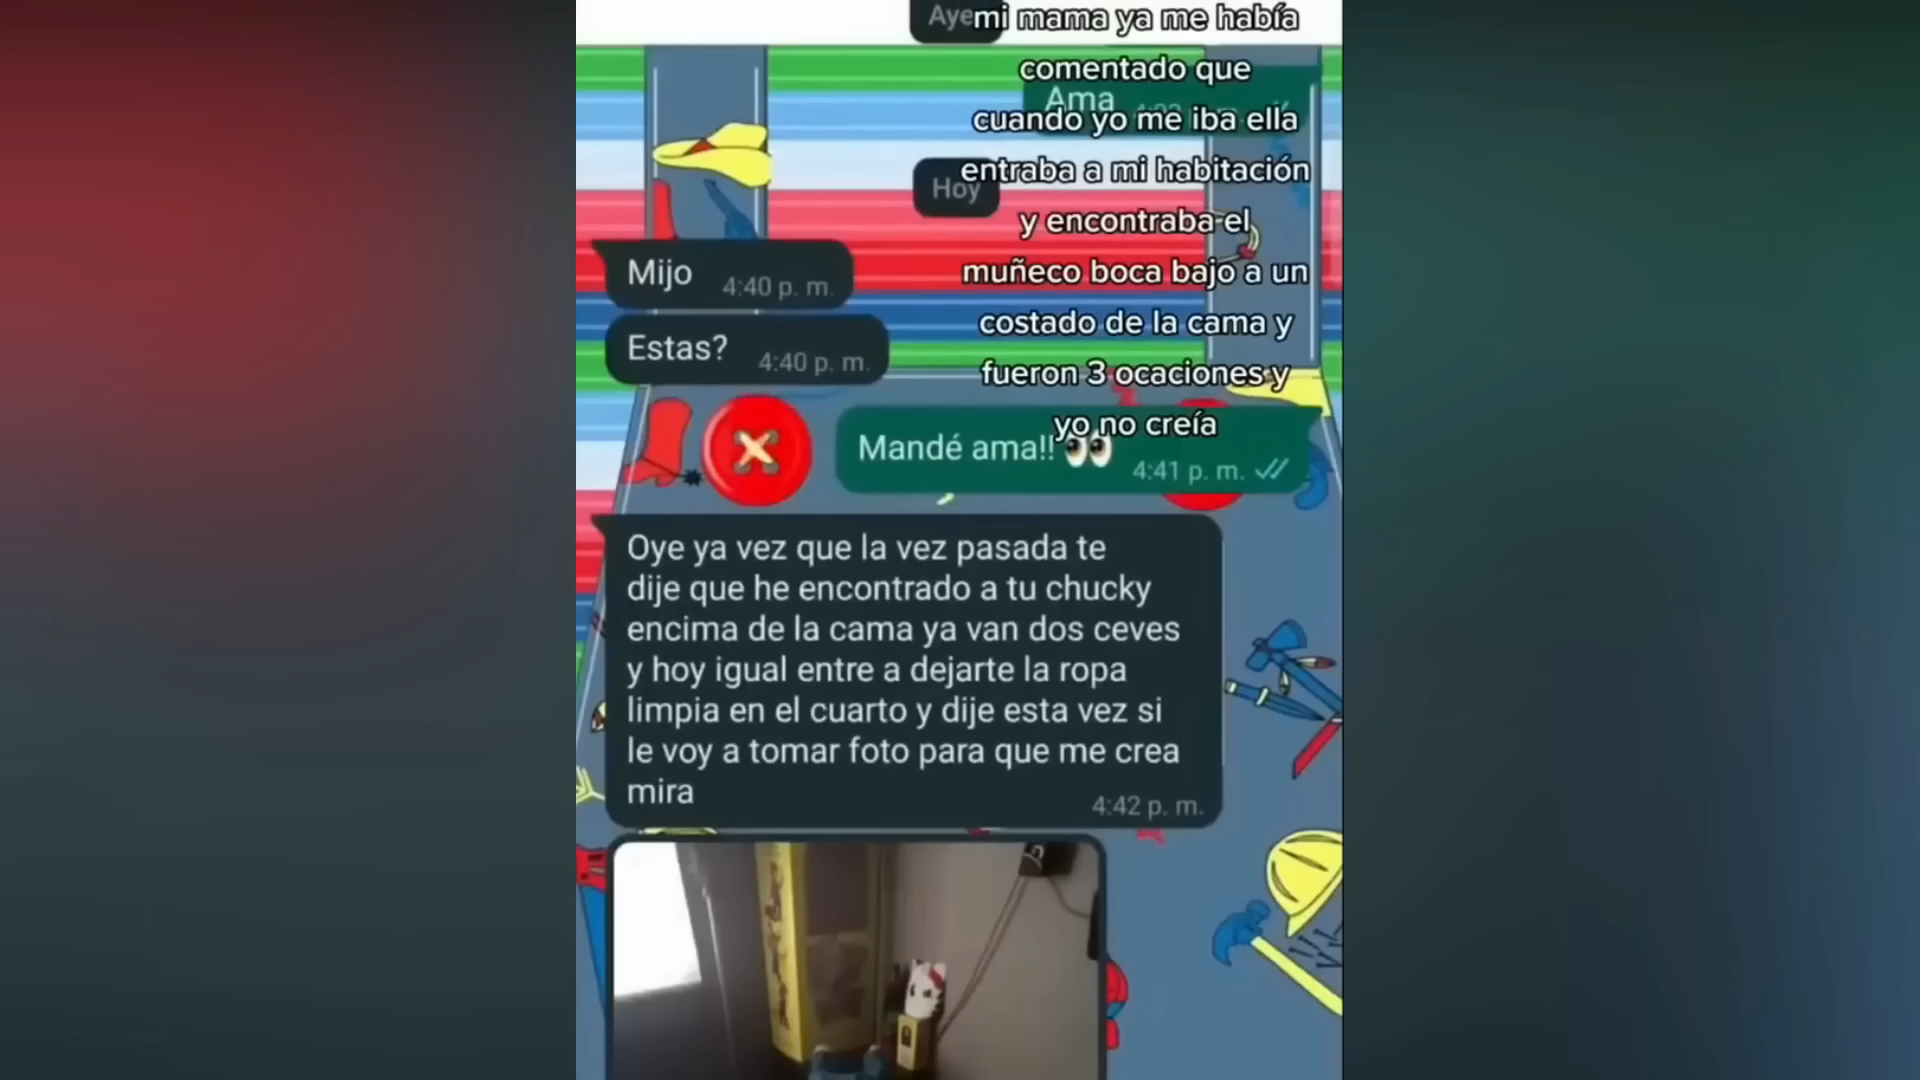 Aye
mi mama ya me había
comentado que
Ama
cuando yo me iba ella
entraba a mi habitación
Hoy
y encontraba el
muñeco boca bajo a un
costado de la cama y
fueron 3 ocaciones y
yo no creía
Mijo 4:40 p. m.
Estas? 4:40 p. m.
Mandé ama!! 👀 4:41 p. m.
Oye ya vez que la vez pasada te
dije que he encontrado a tu chucky
encima de la cama ya van dos ceves
y hoy igual entre a dejarte la ropa
limpia en el cuarto y dije esta vez si
le voy a tomar foto para que me crea
mira
4:42 p. m.